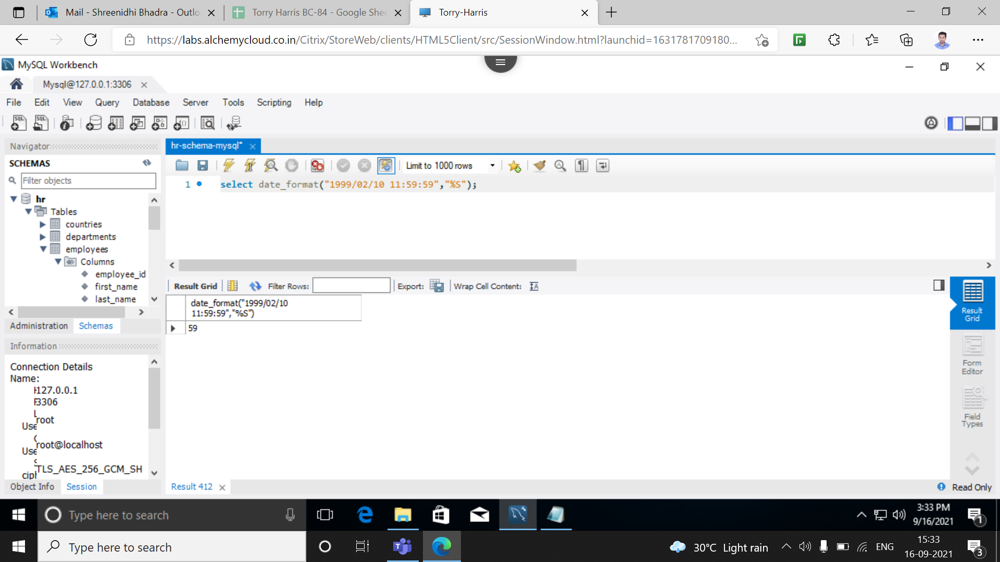 Mail - Shreenidhi Bhadra - Outlo
Torry Harris BC-84 - Google Shee
Torry-Harris
https://labs.alchemycloud.co.in/Citrix/StoreWeb/clients/HTML5Client/src/SessionWindow.html?launchid=1631781709180...
MySQL Workbench
Mysql@127.0.0.1:3306
File Edit View Query Database Server Tools Scripting Help
Navigator
hr-schema-mysql*
SCHEMAS
Limit to 1000 rows
Filter objects
1 select date_format("1999/02/10 11:59:59","%S");
hr
Tables
countries
departments
employees
Columns
employee_id
first_name
last_name
Result Grid Filter Rows: Export: Wrap Cell Content:
date_format("1999/02/10
11:59:59","%S")
59
Result
Grid
Form
Editor
Field
Types
Administration Schemas
Information
Connection Details
Name:
127.0.0.1
3306
root
Use
root@localhost
Use
TLS_AES_256_GCM_SH
ciph
Object Info Session
Result 412
Read Only
Type here to search
3:33 PM
9/16/2021
1
Type here to search
30°C Light rain
ENG
15:33
16-09-2021
3